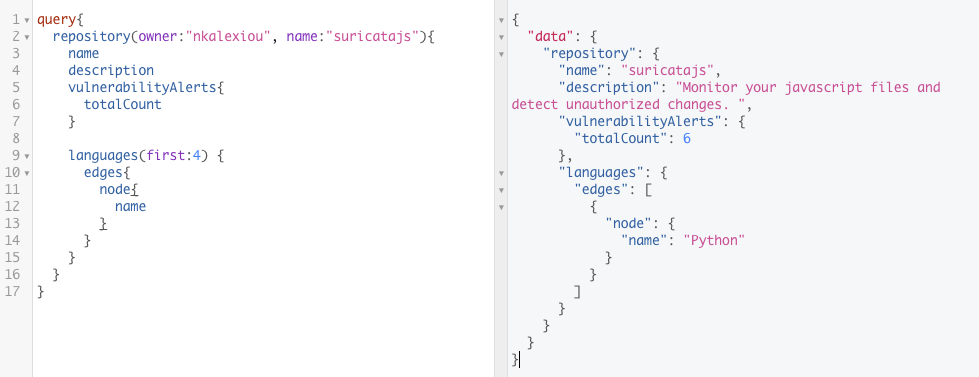 1 query{
2 repository(owner:"nkalexiou", name:"suricatajs"){
3 name
4 description
5 vulnerabilityAlerts{
6 totalCount
7 }
8
9 languages(first:4) {
10 edges{
11 node{
12 name
13 }
14 }
15 }
16 }
17 }
{
"data": {
"repository": {
"name": "suricatajs",
"description": "Monitor your javascript files and
detect unauthorized changes. ",
"vulnerabilityAlerts": {
"totalCount": 6
},
"languages": {
"edges": [
{
"node": {
"name": "Python"
}
}
]
}
}
}
}